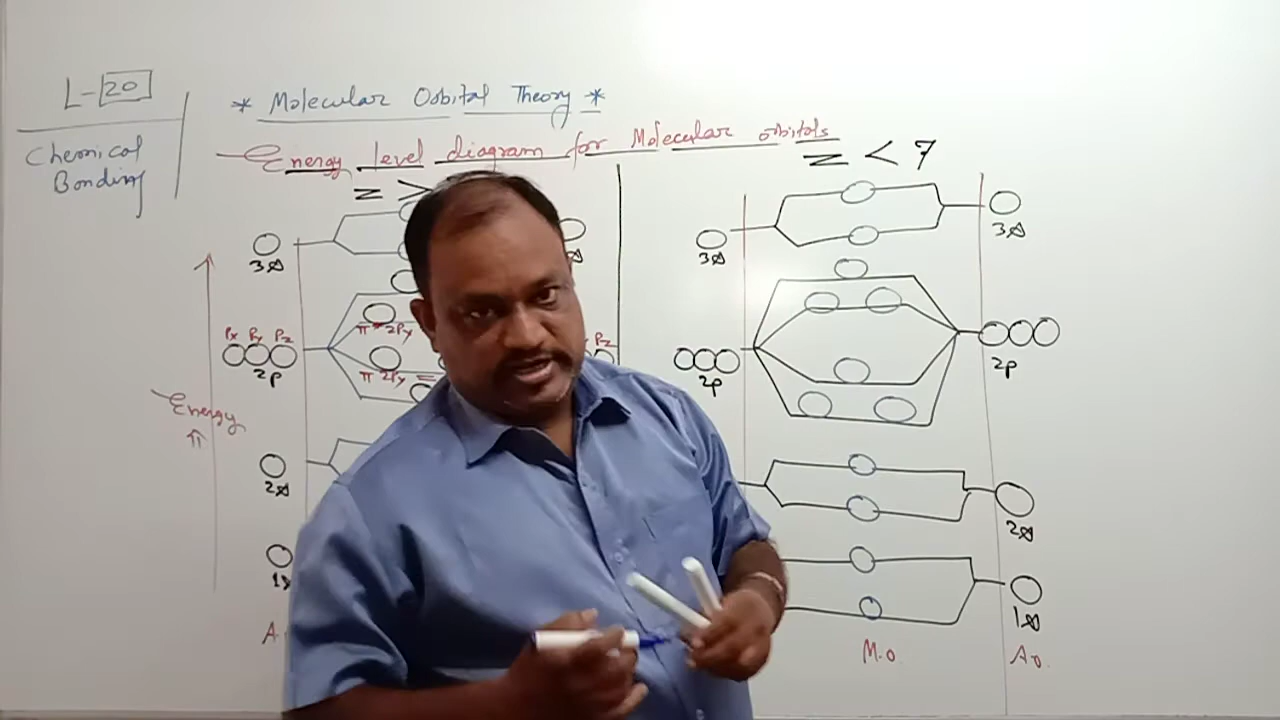 L-20
Chemical
Bonding
* Molecular Orbital Theory *
Energy level diagram for Molecular orbitals
Z >
Z < 7
3s
3s
3s
Px Py Pz
2p
π* 2Py
π 2Py =
Pz
2p
2p
Energy
2s
2s
1s
1s
A.
M.O.
A.O.